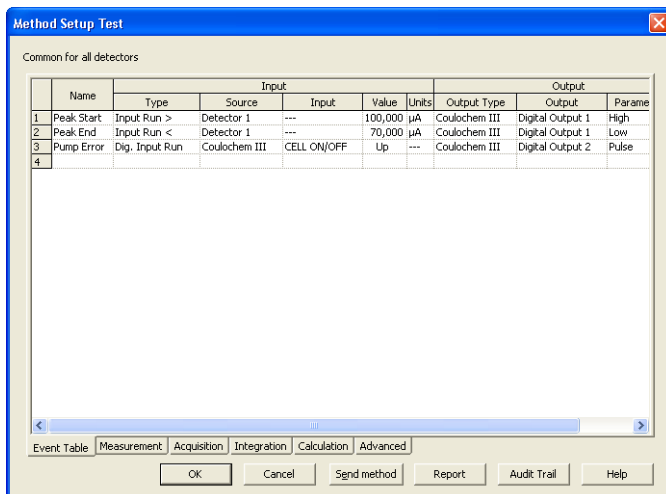 Method Setup Test
Common for all detectors
Input Output
Name Type Source Input Value Units Output Type Output Parame
1 Peak Start Input Run > Detector 1 --- 100,000 µA Coulochem III Digital Output 1 High
2 Peak End Input Run < Detector 1 --- 70,000 µA Coulochem III Digital Output 1 Low
3 Pump Error Dig. Input Run Coulochem III CELL ON/OFF Up --- Coulochem III Digital Output 2 Pulse
4
Event Table Measurement Acquisition Integration Calculation Advanced
OK Cancel Send method Report Audit Trail Help